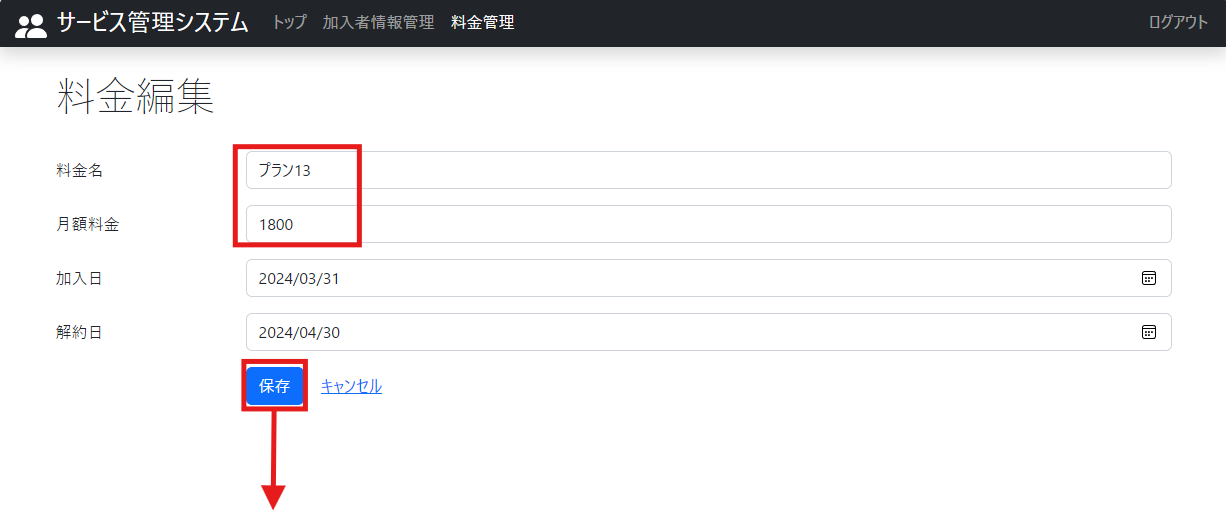 サービス管理システム トップ 加入者情報管理 料金管理 ログアウト
料金編集
料金名 プラン13
月額料金 1800
加入日 2024/03/31
解約日 2024/04/30
保存 キャンセル